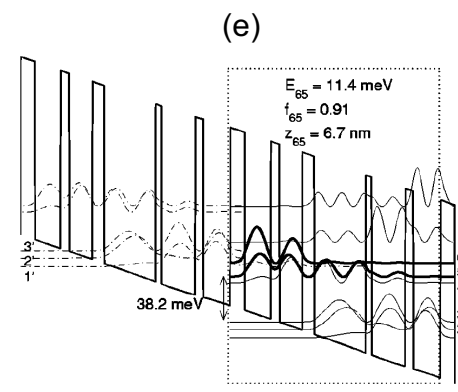 (e)
E65 = 11.4 meV
f65 = 0.91
z65 = 6.7 nm
3'
2'
1'
38.2 meV